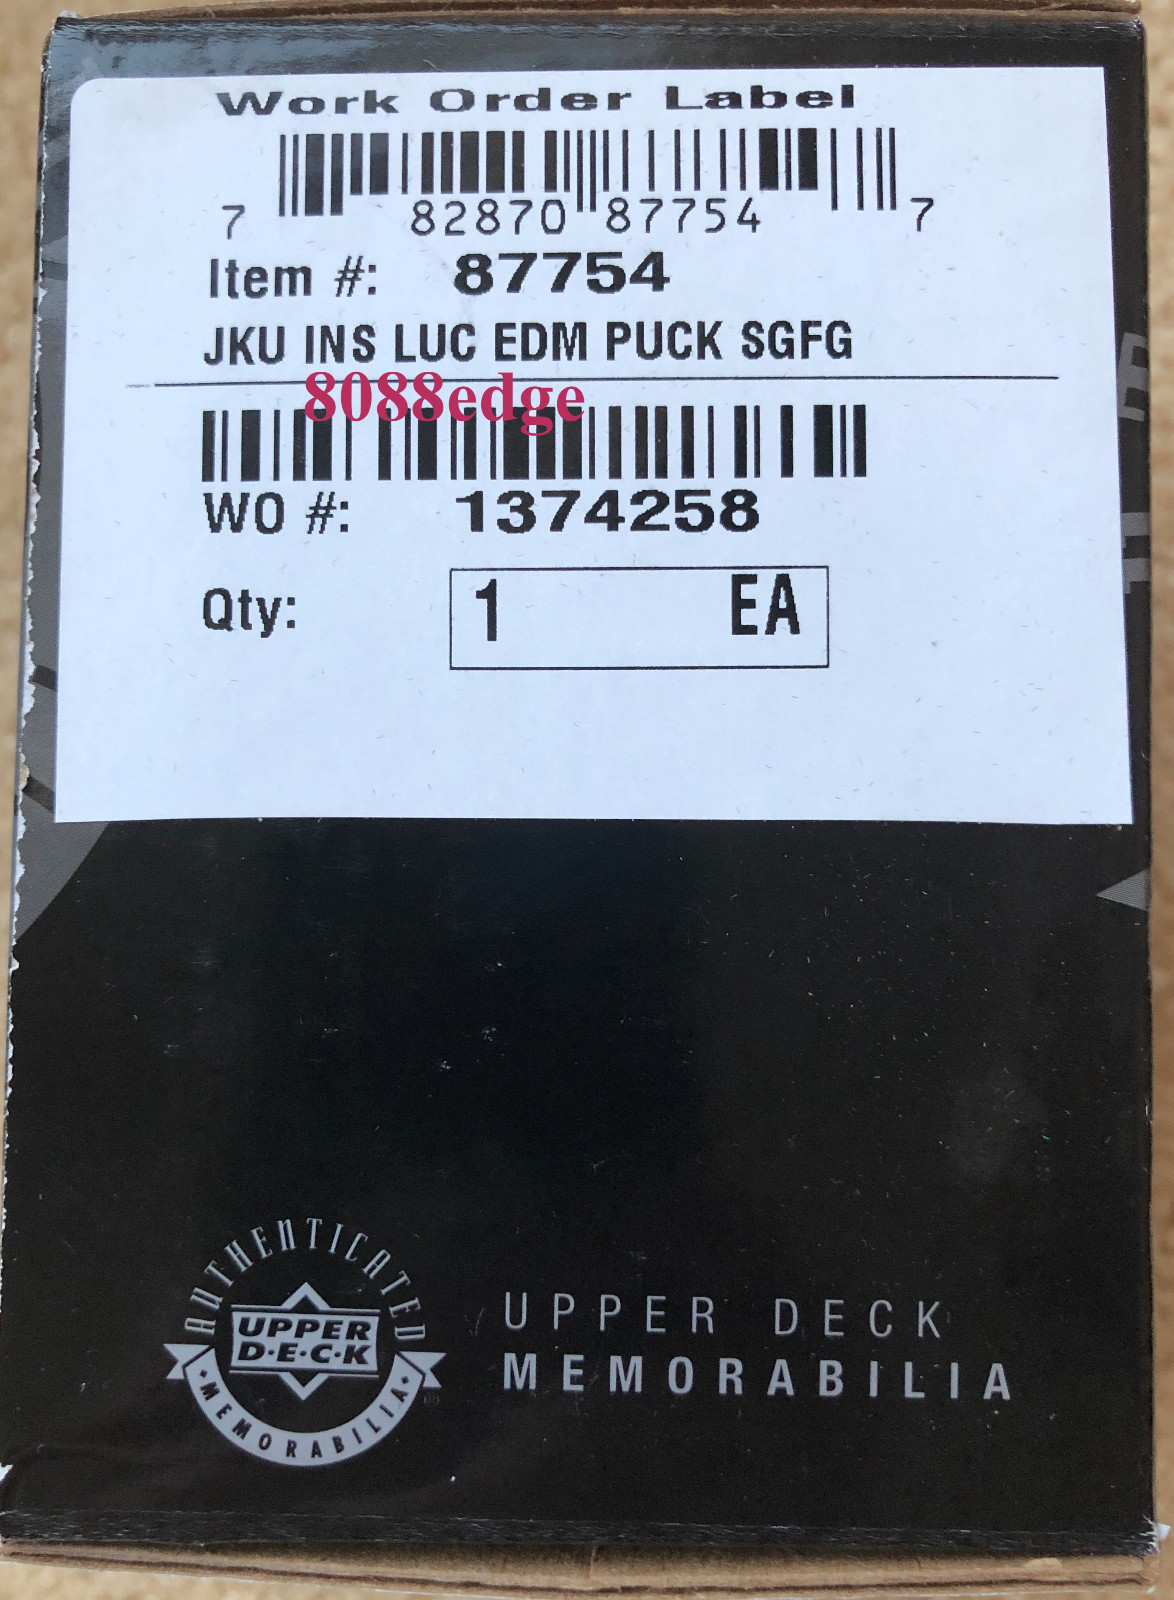 Work Order Label
7 82870 87754 7
Item #: 87754
JKU INS LUC EDM PUCK SGFG
8088edge
WO #: 1374258
Qty: 1 EA
AUTHENTICATED
UPPER
D·E·C·K
·MEMORABILIA·
®
UPPER DECK
MEMORABILIA